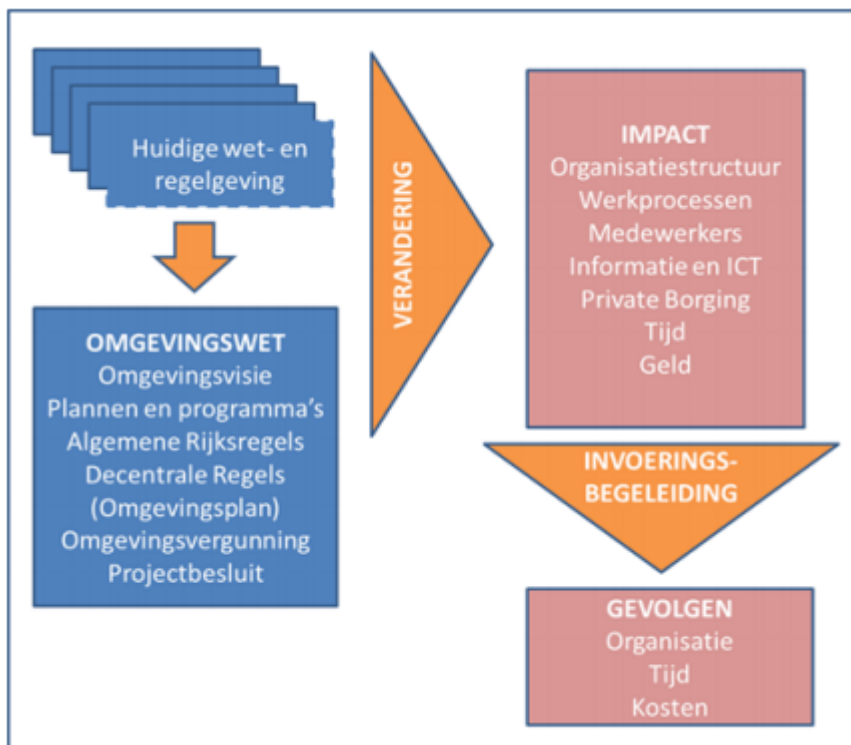 Huidige wet- en
regelgeving
OMGEVINGSWET
Omgevingsvisie
Plannen en programma's
Algemene Rijksregels
Decentrale Regels
(Omgevingsplan)
Omgevingsvergunning
Projectbesluit
VERANDERING
IMPACT
Organisatiestructuur
Werkprocessen
Medewerkers
Informatie en ICT
Private Borging
Tijd
Geld
INVOERINGS-
BEGELEIDING
GEVOLGEN
Organisatie
Tijd
Kosten